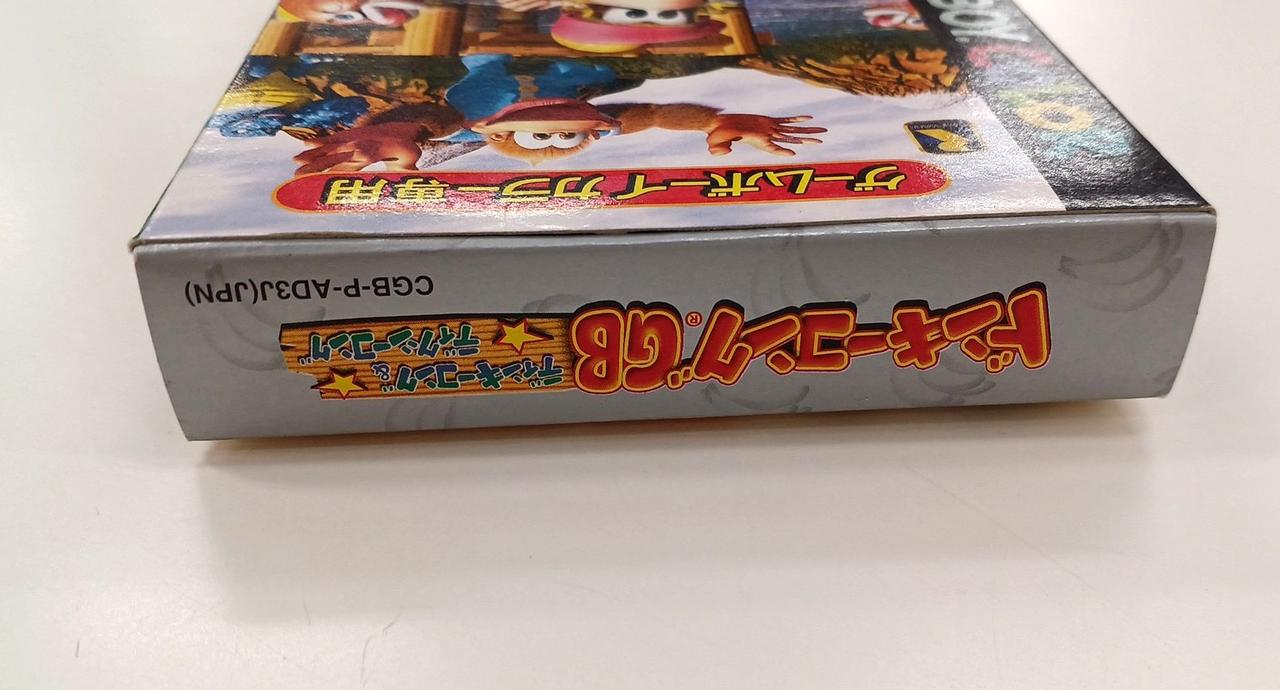 ドンキーコングGB®
ディンキーコング&
ディクシーコング
CGB-P-AD3J(JPN)
ゲームボーイカラー専用